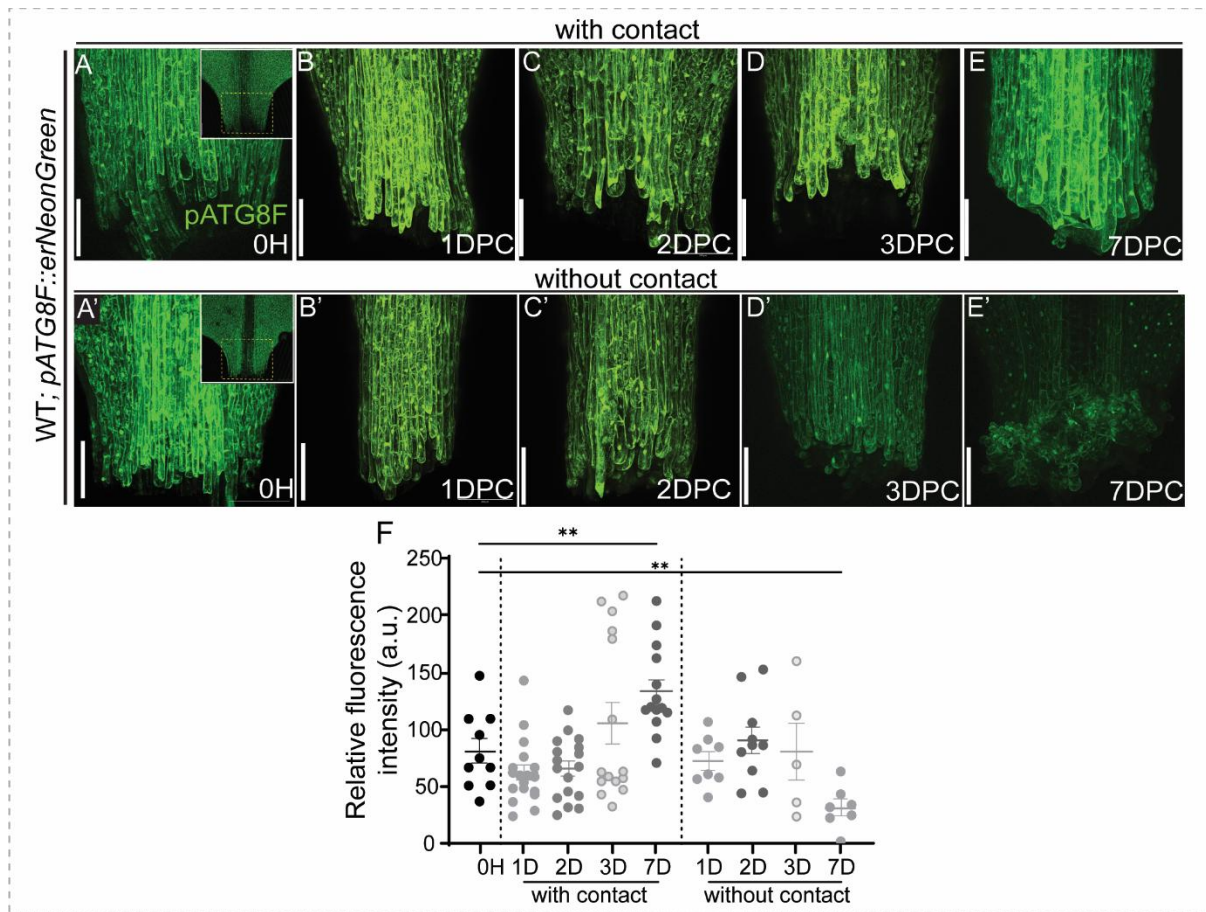 with contact
WT; pATG8F::erNeonGreen
A
B
C
D
E
pATG8F
0H
1DPC
2DPC
3DPC
7DPC
without contact
A'
B'
C'
D'
E'
0H
1DPC
2DPC
3DPC
7DPC
F
**
**
Relative fluorescence
intensity (a.u.)
250
200
150
100
50
0
0H
1D
2D
3D
7D
1D
2D
3D
7D
with contact
without contact